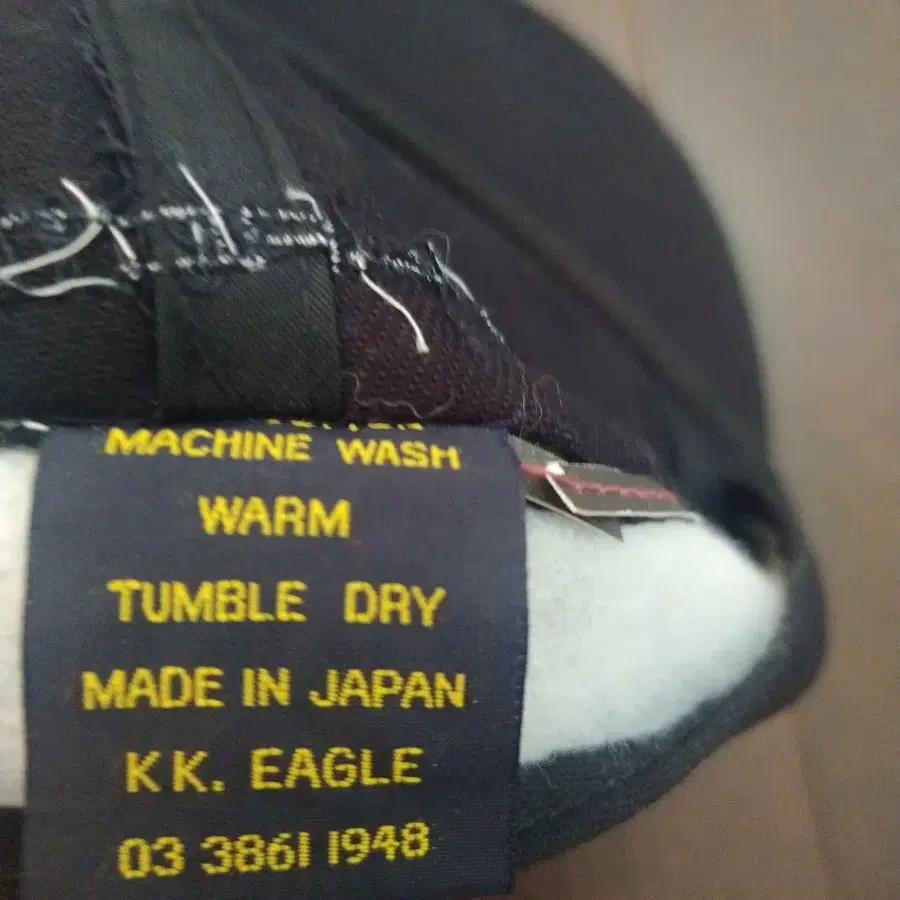 MACHINE WASH
WARM
TUMBLE DRY
MADE IN JAPAN
KK. EAGLE
03 3861 1948